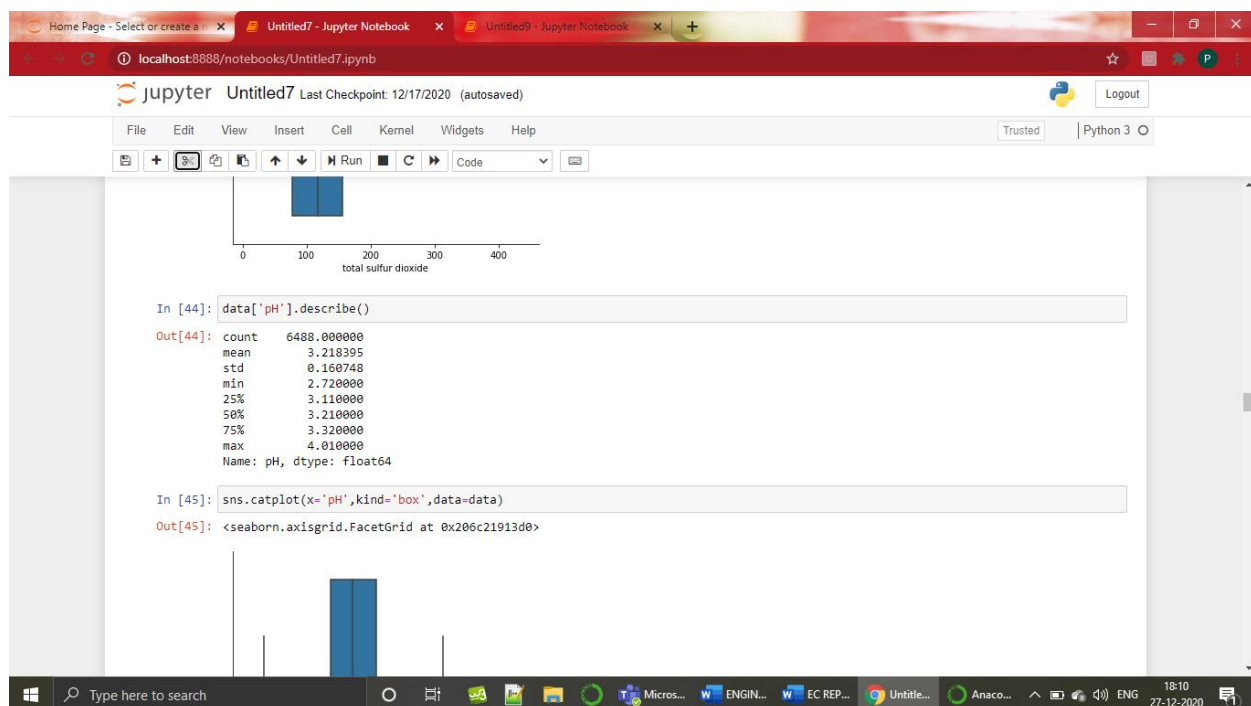 Home Page - Select or create a n
Untitled7 - Jupyter Notebook
Untitled9 - Jupyter Notebook
localhost:8888/notebooks/Untitled7.ipynb
P
jupyter Untitled7 Last Checkpoint: 12/17/2020 (autosaved)
Logout
File Edit View Insert Cell Kernel Widgets Help
Trusted
Python 3
Run
Code
0 100 200 300 400
total sulfur dioxide
In [44]: data['pH'].describe()
Out[44]: count 6488.000000
mean 3.218395
std 0.160748
min 2.720000
25% 3.110000
50% 3.210000
75% 3.320000
max 4.010000
Name: pH, dtype: float64
In [45]: sns.catplot(x='pH',kind='box',data=data)
Out[45]: <seaborn.axisgrid.FacetGrid at 0x206c21913d0>
Type here to search
Micros...
ENGIN...
EC REP...
Untitle...
Anaco...
ENG
18:10
27-12-2020